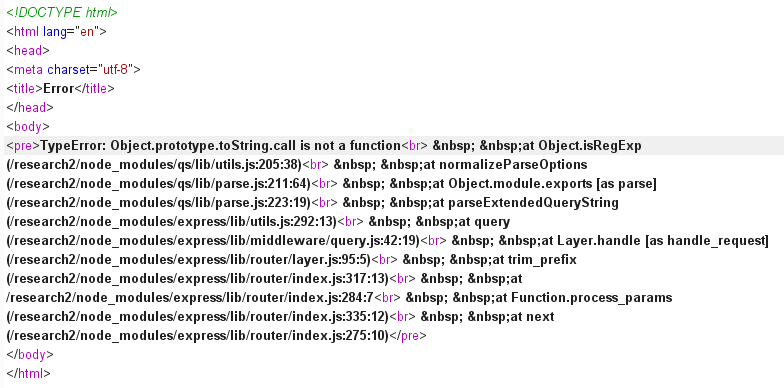 <!DOCTYPE html>
<html lang="en">
<head>
<meta charset="utf-8">
<title>Error</title>
</head>
<body>
<pre>TypeError: Object.prototype.toString.call is not a function<br> &nbsp; &nbsp;at Object.isRegExp
(/research2/node_modules/qs/lib/utils.js:205:38)<br> &nbsp; &nbsp;at normalizeParseOptions
(/research2/node_modules/qs/lib/parse.js:211:64)<br> &nbsp; &nbsp;at Object.module.exports [as parse]
(/research2/node_modules/qs/lib/parse.js:223:19)<br> &nbsp; &nbsp;at parseExtendedQueryString
(/research2/node_modules/express/lib/utils.js:292:13)<br> &nbsp; &nbsp;at query
(/research2/node_modules/express/lib/middleware/query.js:42:19)<br> &nbsp; &nbsp;at Layer.handle [as handle_request]
(/research2/node_modules/express/lib/router/layer.js:95:5)<br> &nbsp; &nbsp;at trim_prefix
(/research2/node_modules/express/lib/router/index.js:317:13)<br> &nbsp; &nbsp;at
/research2/node_modules/express/lib/router/index.js:284:7<br> &nbsp; &nbsp;at Function.process_params
(/research2/node_modules/express/lib/router/index.js:335:12)<br> &nbsp; &nbsp;at next
(/research2/node_modules/express/lib/router/index.js:275:10)</pre>
</body>
</html>